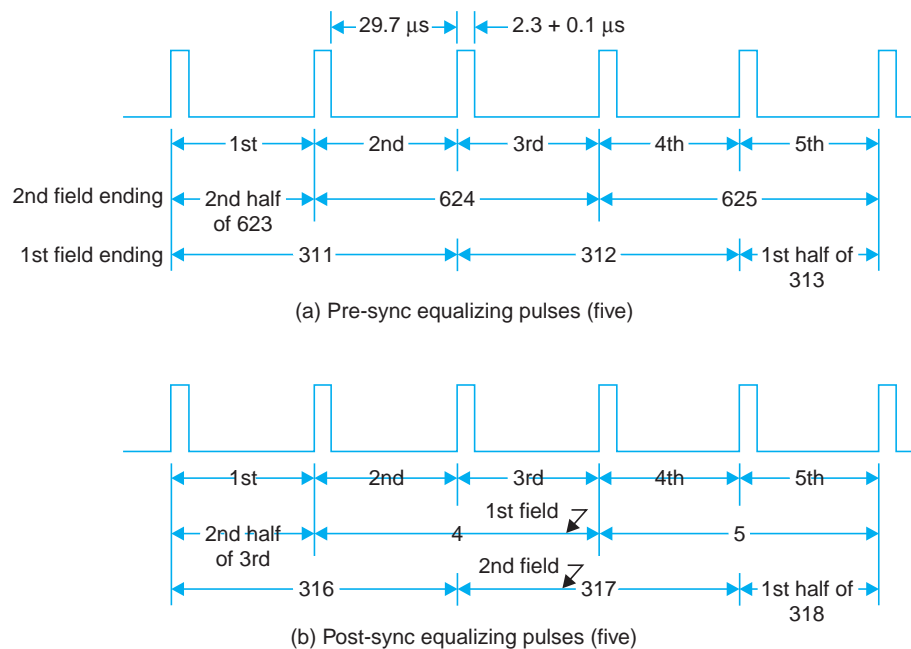 29.7 μs 2.3 + 0.1 μs
1st 2nd 3rd 4th 5th
2nd field ending 2nd half of 623 624 625
1st field ending 311 312 1st half of 313
(a) Pre-sync equalizing pulses (five)
1st 2nd 3rd 4th 5th
1st field
2nd half of 3rd 4 5
2nd field
316 317 1st half of 318
(b) Post-sync equalizing pulses (five)